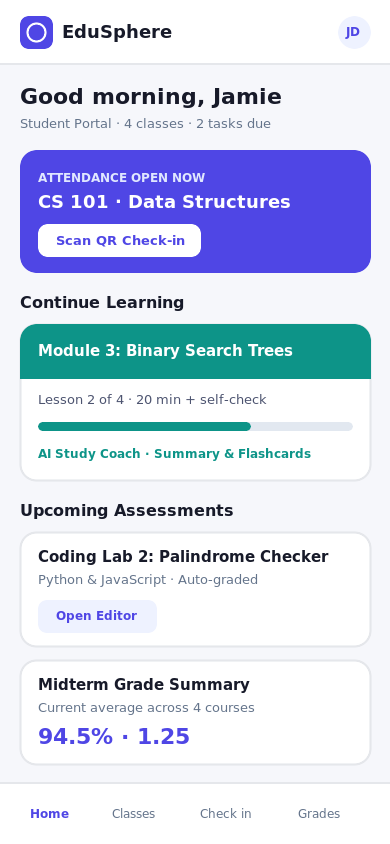 EduSphere
JD
Good morning, Jamie
Student Portal · 4 classes · 2 tasks due
ATTENDANCE OPEN NOW
CS 101 · Data Structures
Scan QR Check-in
Continue Learning
Module 3: Binary Search Trees
Lesson 2 of 4 · 20 min + self-check
AI Study Coach · Summary & Flashcards
Upcoming Assessments
Coding Lab 2: Palindrome Checker
Python & JavaScript · Auto-graded
Open Editor
Midterm Grade Summary
Current average across 4 courses
94.5% · 1.25
Home Classes Check in Grades